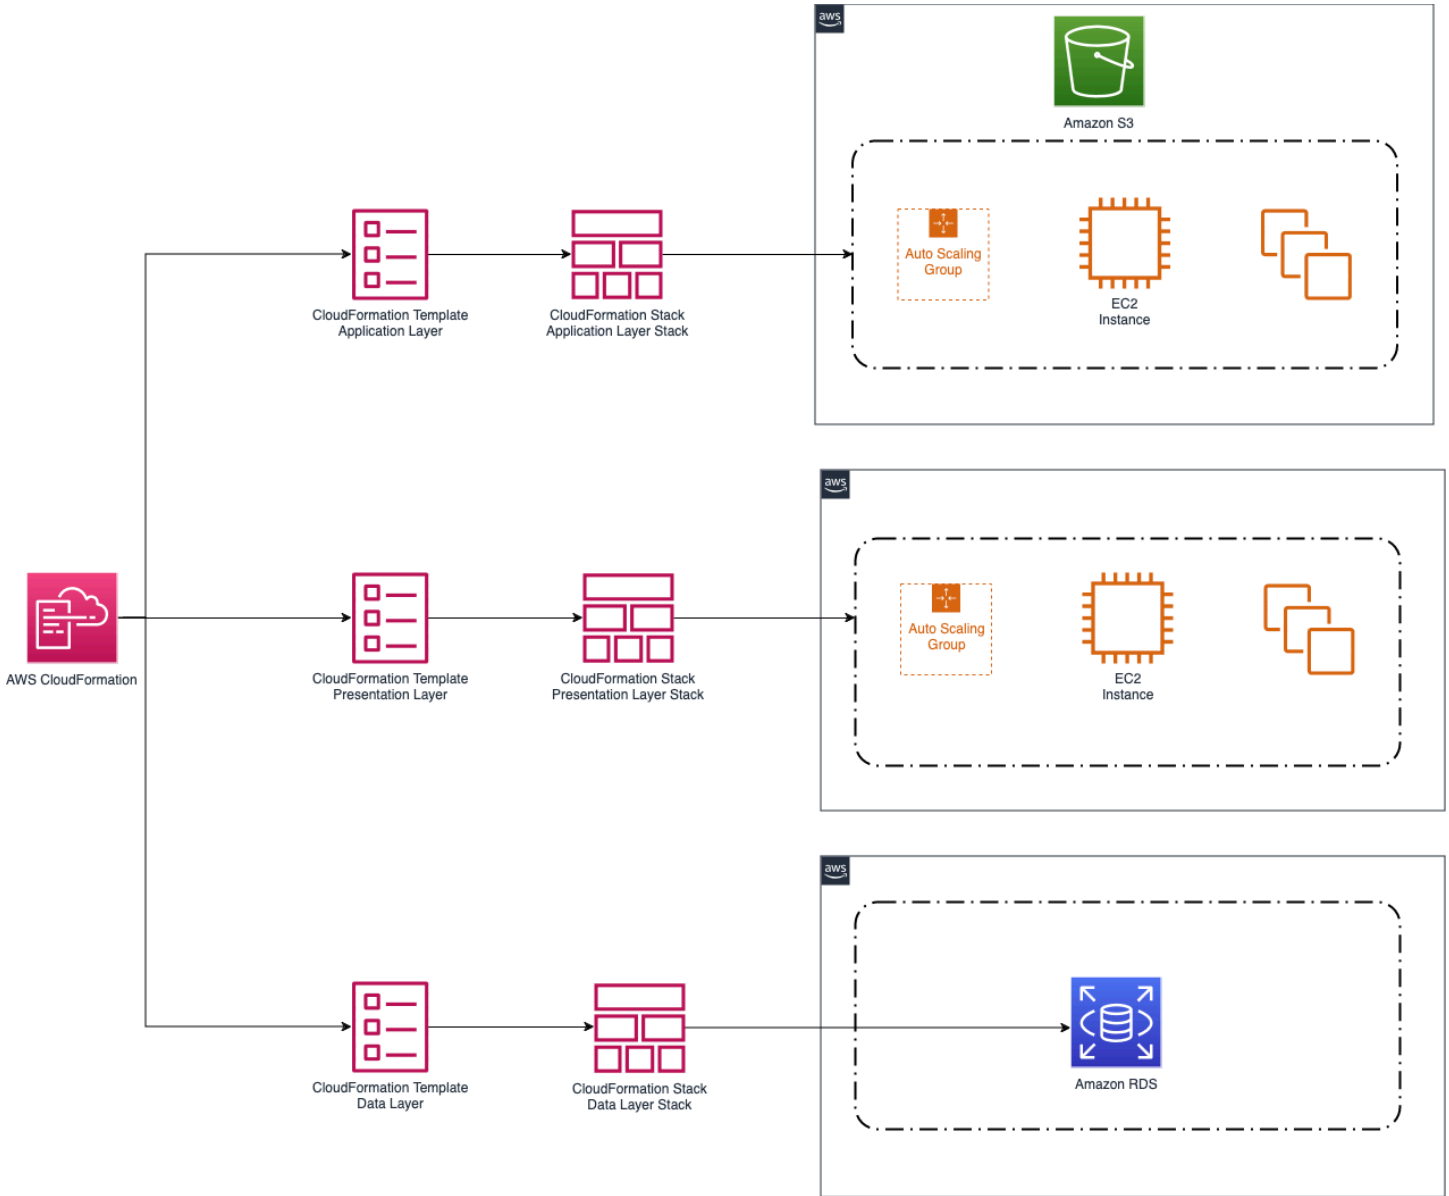 aws
Amazon S3
Auto Scaling
Group
EC2
Instance
CloudFormation Template
Application Layer
CloudFormation Stack
Application Layer Stack
aws
Auto Scaling
Group
EC2
Instance
AWS CloudFormation
CloudFormation Template
Presentation Layer
CloudFormation Stack
Presentation Layer Stack
aws
Amazon RDS
CloudFormation Template
Data Layer
CloudFormation Stack
Data Layer Stack